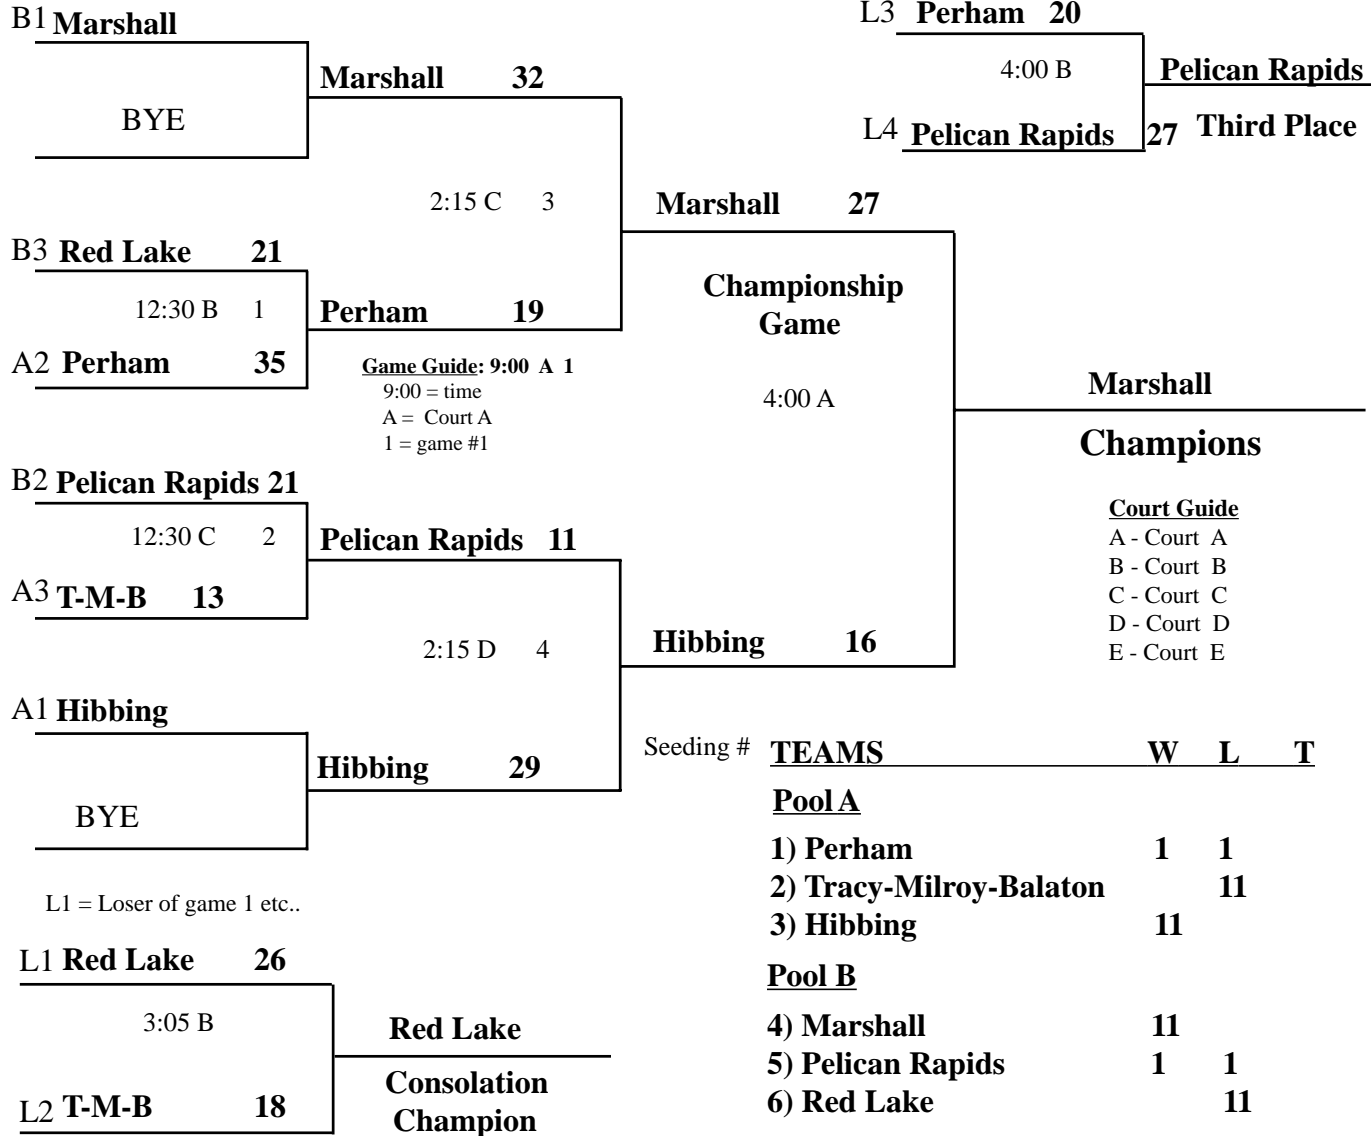 B1 Marshall
L3 Perham 20
Marshall 32
4:00 B
Pelican Rapids
BYE
L4 Pelican Rapids 27 Third Place
2:15 C 3
Marshall 27
B3 Red Lake 21
12:30 B 1
Perham 19
Championship
Game
A2 Perham 35
Game Guide: 9:00 A 1
9:00 = time
A = Court A
1 = game #1
4:00 A
Marshall
Champions
B2 Pelican Rapids 21
12:30 C 2
Pelican Rapids 11
A3 T-M-B 13
Court Guide
A - Court A
B - Court B
C - Court C
D - Court D
E - Court E
2:15 D 4
Hibbing 16
A1 Hibbing
Hibbing 29
BYE
Seeding # TEAMS W L T
Pool A
1) Perham 1 1
2) Tracy-Milroy-Balaton 11
3) Hibbing 11
Pool B
4) Marshall 11
5) Pelican Rapids 1 1
6) Red Lake 11
L1 = Loser of game 1 etc..
L1 Red Lake 26
3:05 B
Red Lake
Consolation
Champion
L2 T-M-B 18